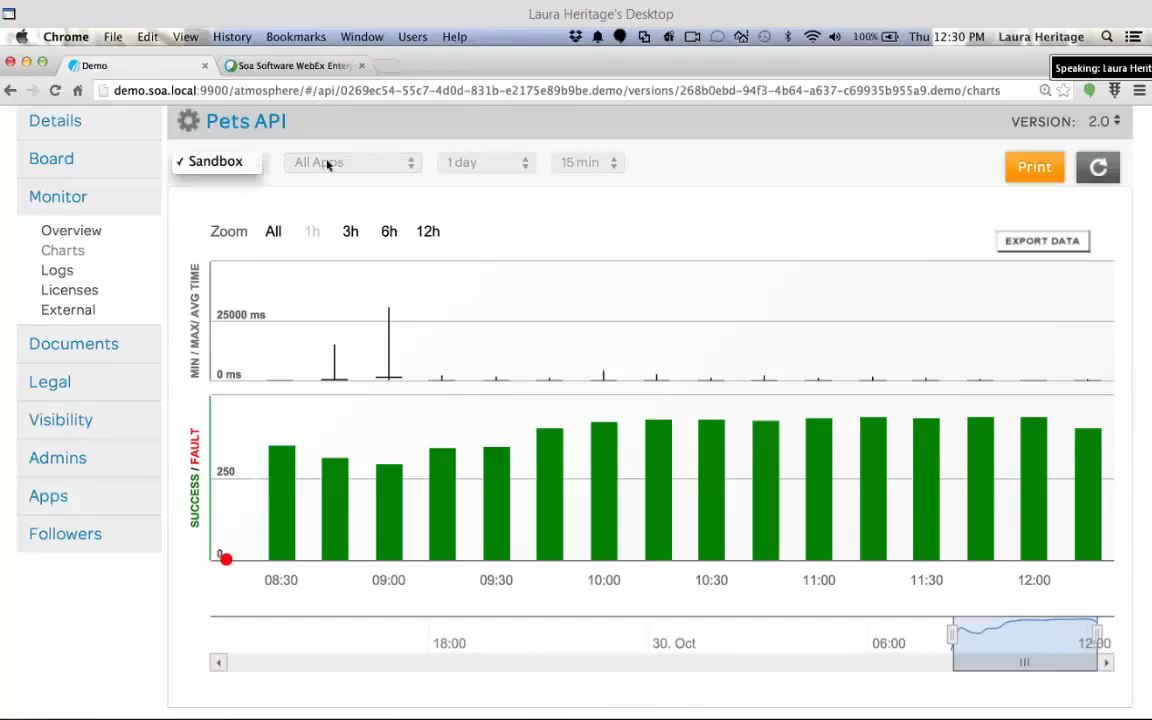 Laura Heritage's Desktop
Chrome File Edit View History Bookmarks Window Users Help 100% Thu 12:30 PM Laura Heritage
Demo Soa Software WebEx Enter
Speaking: Laura Herit
demo.soa.local:9900/atmosphere/#/api/0269ec54-55c7-4d0d-831b-e2175e89b9be.demo/versions/268b0ebd-94f3-4b64-a637-c69935b955a9.demo/charts
Details
Board
Monitor
Overview
Charts
Logs
Licenses
External
Documents
Legal
Visibility
Admins
Apps
Followers
Pets API
VERSION: 2.0
✓ Sandbox All Apps 1 day 15 min Print
Zoom All 1h 3h 6h 12h
EXPORT DATA
MIN / MAX/ AVG TIME
25000 ms
0 ms
SUCCESS / FAULT
250
0
08:30 09:00 09:30 10:00 10:30 11:00 11:30 12:00
18:00 30. Oct 06:00 12:00